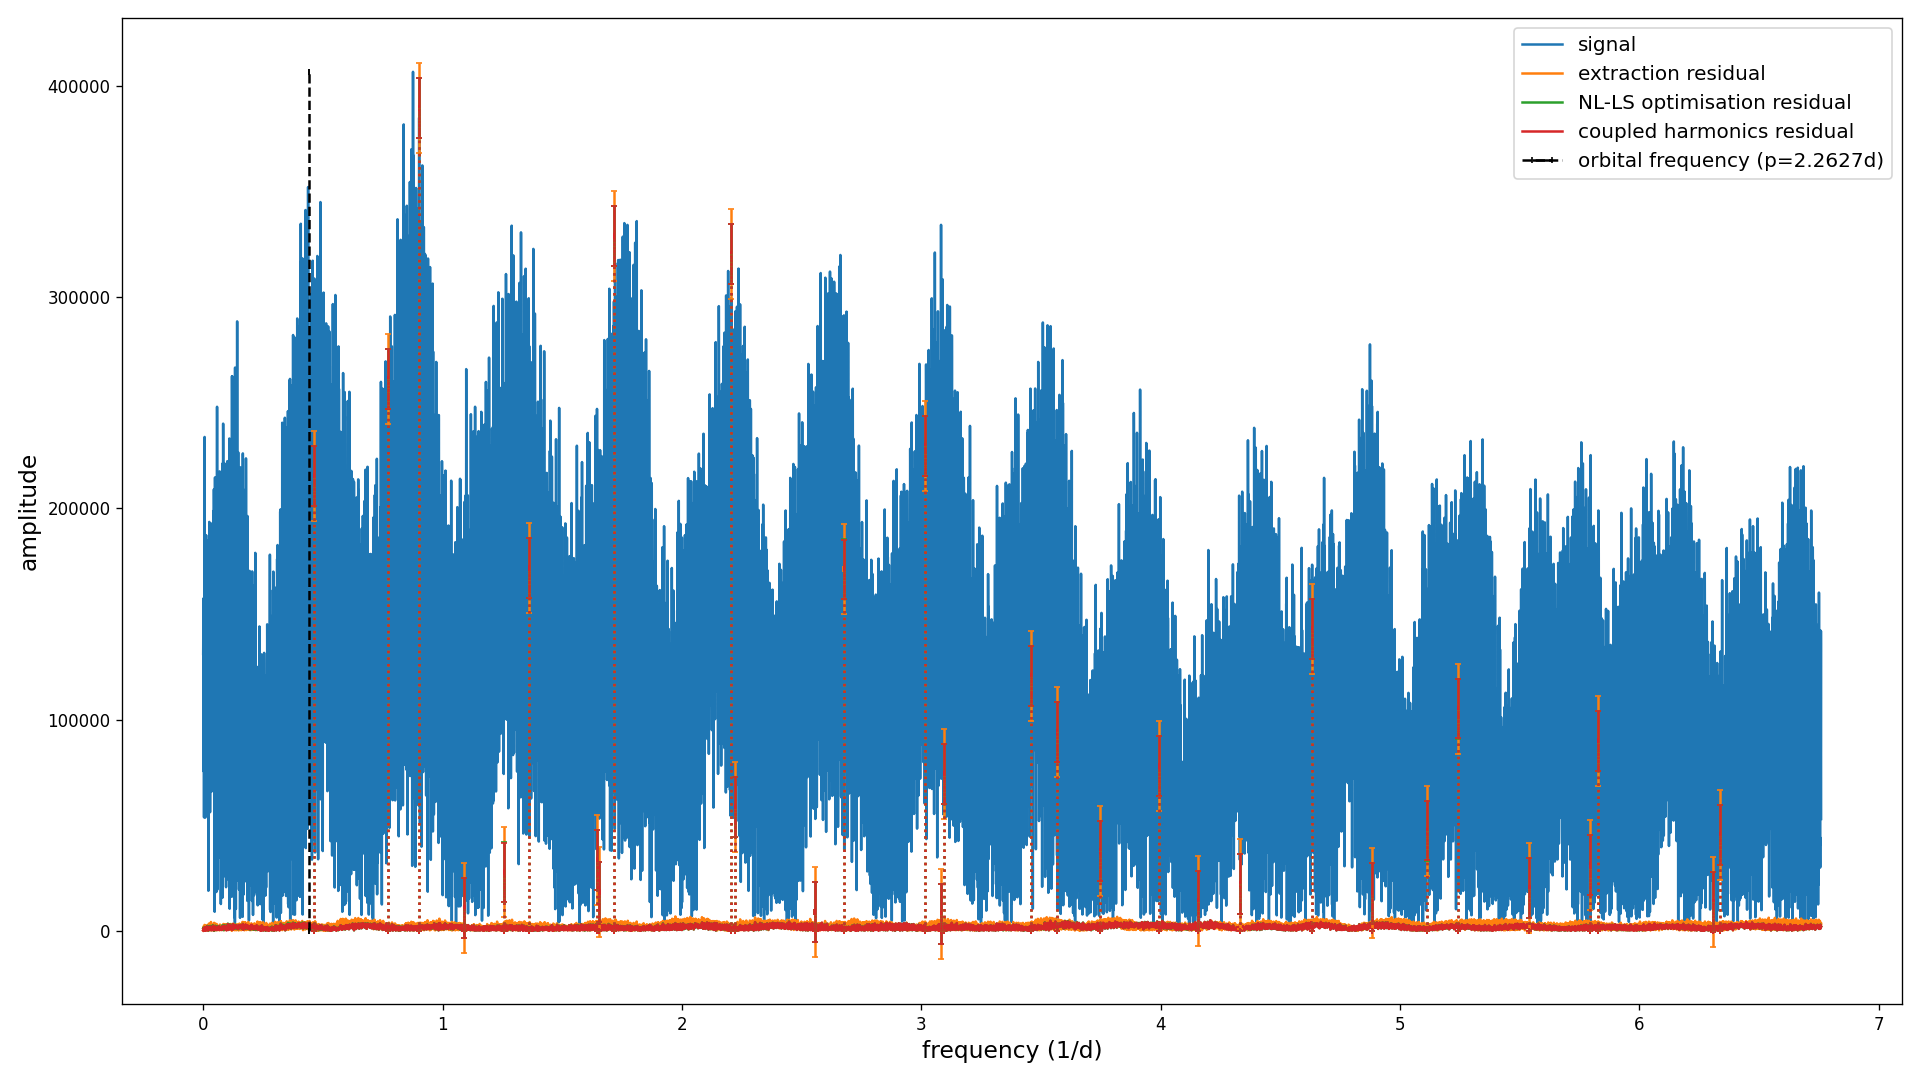 signal
extraction residual
NL-LS optimisation residual
coupled harmonics residual
orbital frequency (p=2.2627d)
amplitude
400000
300000
200000
100000
0
0 1 2 3 4 5 6 7
frequency (1/d)